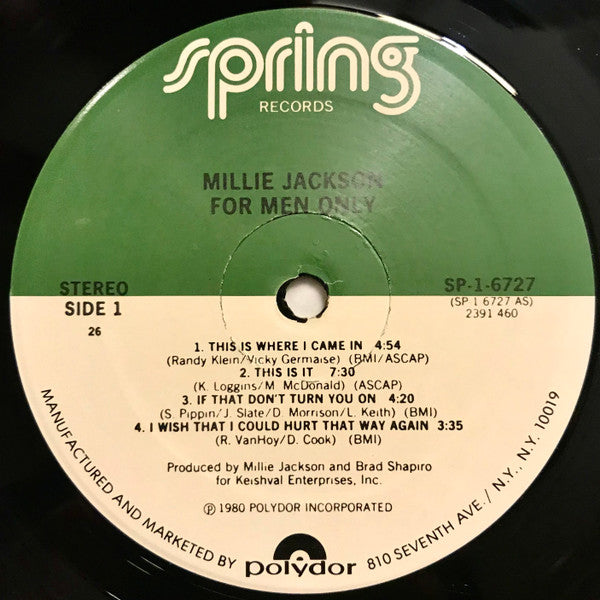 spring
RECORDS
MILLIE JACKSON
FOR MEN ONLY
STEREO
SIDE 1
26
SP-1-6727
(SP 1 6727 AS)
2391 460
1. THIS IS WHERE I CAME IN 4:54
(Randy Klein/Vicky Germaise) (BMI/ASCAP)
2. THIS IS IT 7:30
(K. Loggins/M. McDonald) (ASCAP)
3. IF THAT DON'T TURN YOU ON 4:20
(S. Pippin/J. Slate/D. Morrison/L. Keith) (BMI)
4. I WISH THAT I COULD HURT THAT WAY AGAIN 3:35
(R. VanHoy/D. Cook) (BMI)
Produced by Millie Jackson and Brad Shapiro
for Keishval Enterprises, Inc.
℗ 1980 POLYDOR INCORPORATED
MANUFACTURED AND MARKETED BY polydor 810 SEVENTH AVE./ N.Y., N.Y. 10019